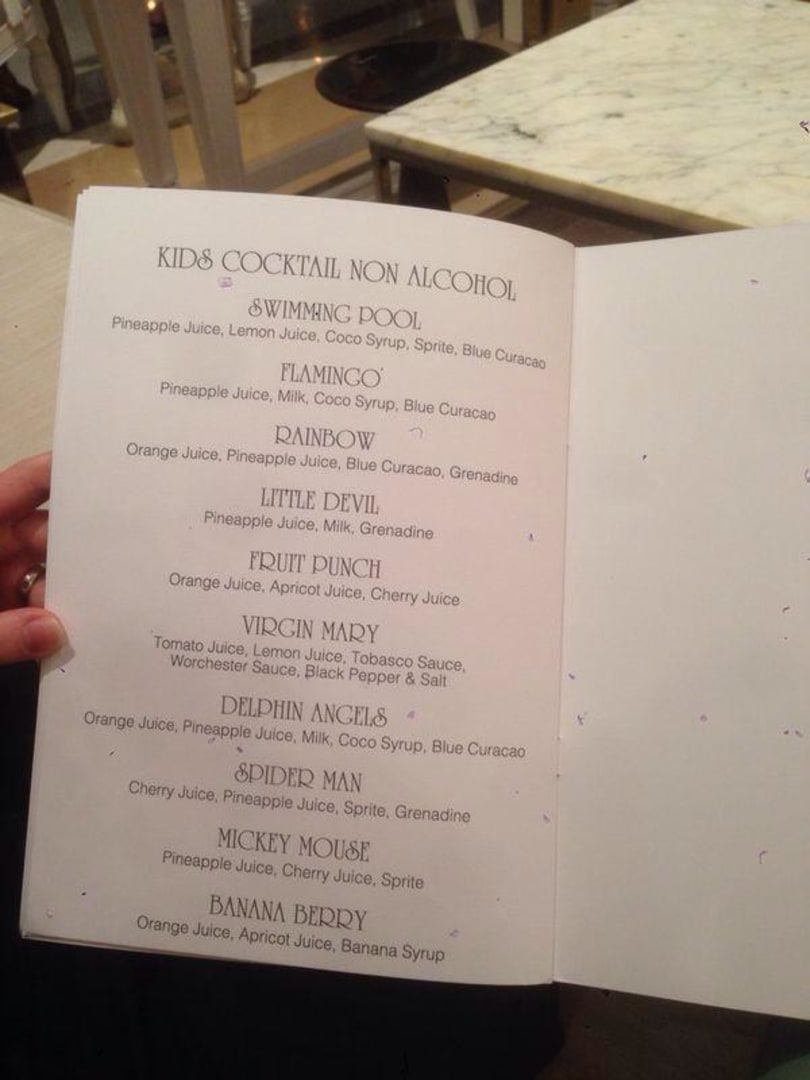 KIDS COCKTAIL NON ALCOHOL
SWIMMING POOL
Pineapple Juice, Lemon Juice, Coco Syrup, Sprite, Blue Curacao
FLAMINGO
Pineapple Juice, Milk, Coco Syrup, Blue Curacao
RAINBOW
Orange Juice, Pineapple Juice, Blue Curacao, Grenadine
LITTLE DEVIL
Pineapple Juice, Milk, Grenadine
FRUIT PUNCH
Orange Juice, Apricot Juice, Cherry Juice
VIRGIN MARY
Tomato Juice, Lemon Juice, Tobasco Sauce,
Worchester Sauce, Black Pepper & Salt
DELPHIN ANGELS
Orange Juice, Pineapple Juice, Milk, Coco Syrup, Blue Curacao
SPIDER MAN
Cherry Juice, Pineapple Juice, Sprite, Grenadine
MICKEY MOUSE
Pineapple Juice, Cherry Juice, Sprite
BANANA BERRY
Orange Juice, Apricot Juice, Banana Syrup